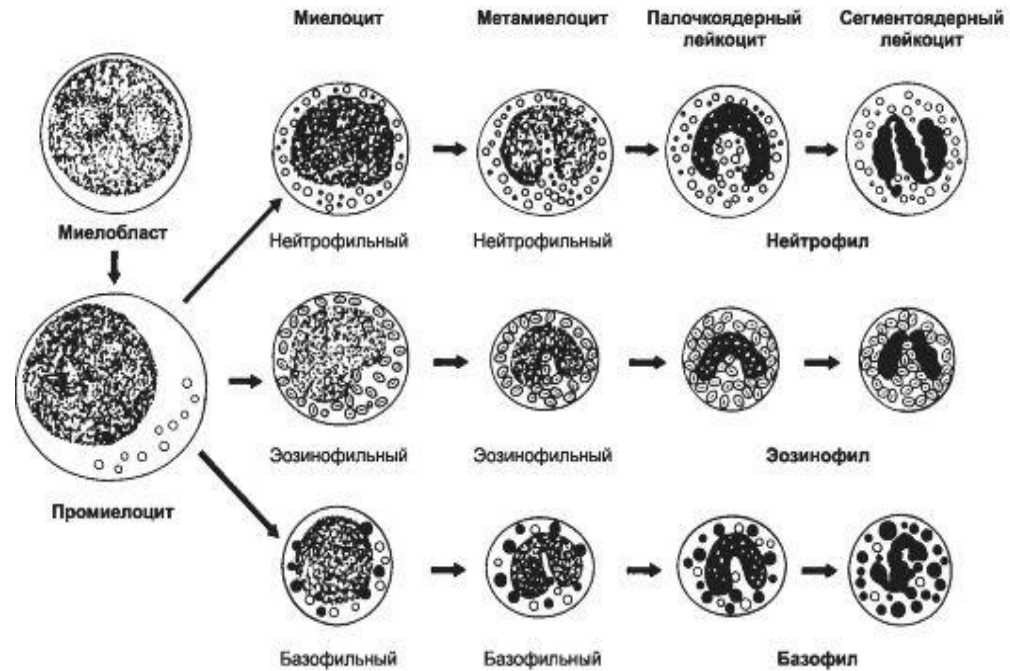 Миелоцит
Метамиелоцит
Палочкоядерный
лейкоцит
Сегментоядерный
лейкоцит
Миелобласт
Нейтрофильный
Нейтрофильный
Нейтрофил
Промиелоцит
Эозинофильный
Эозинофильный
Эозинофил
Базофильный
Базофильный
Базофил